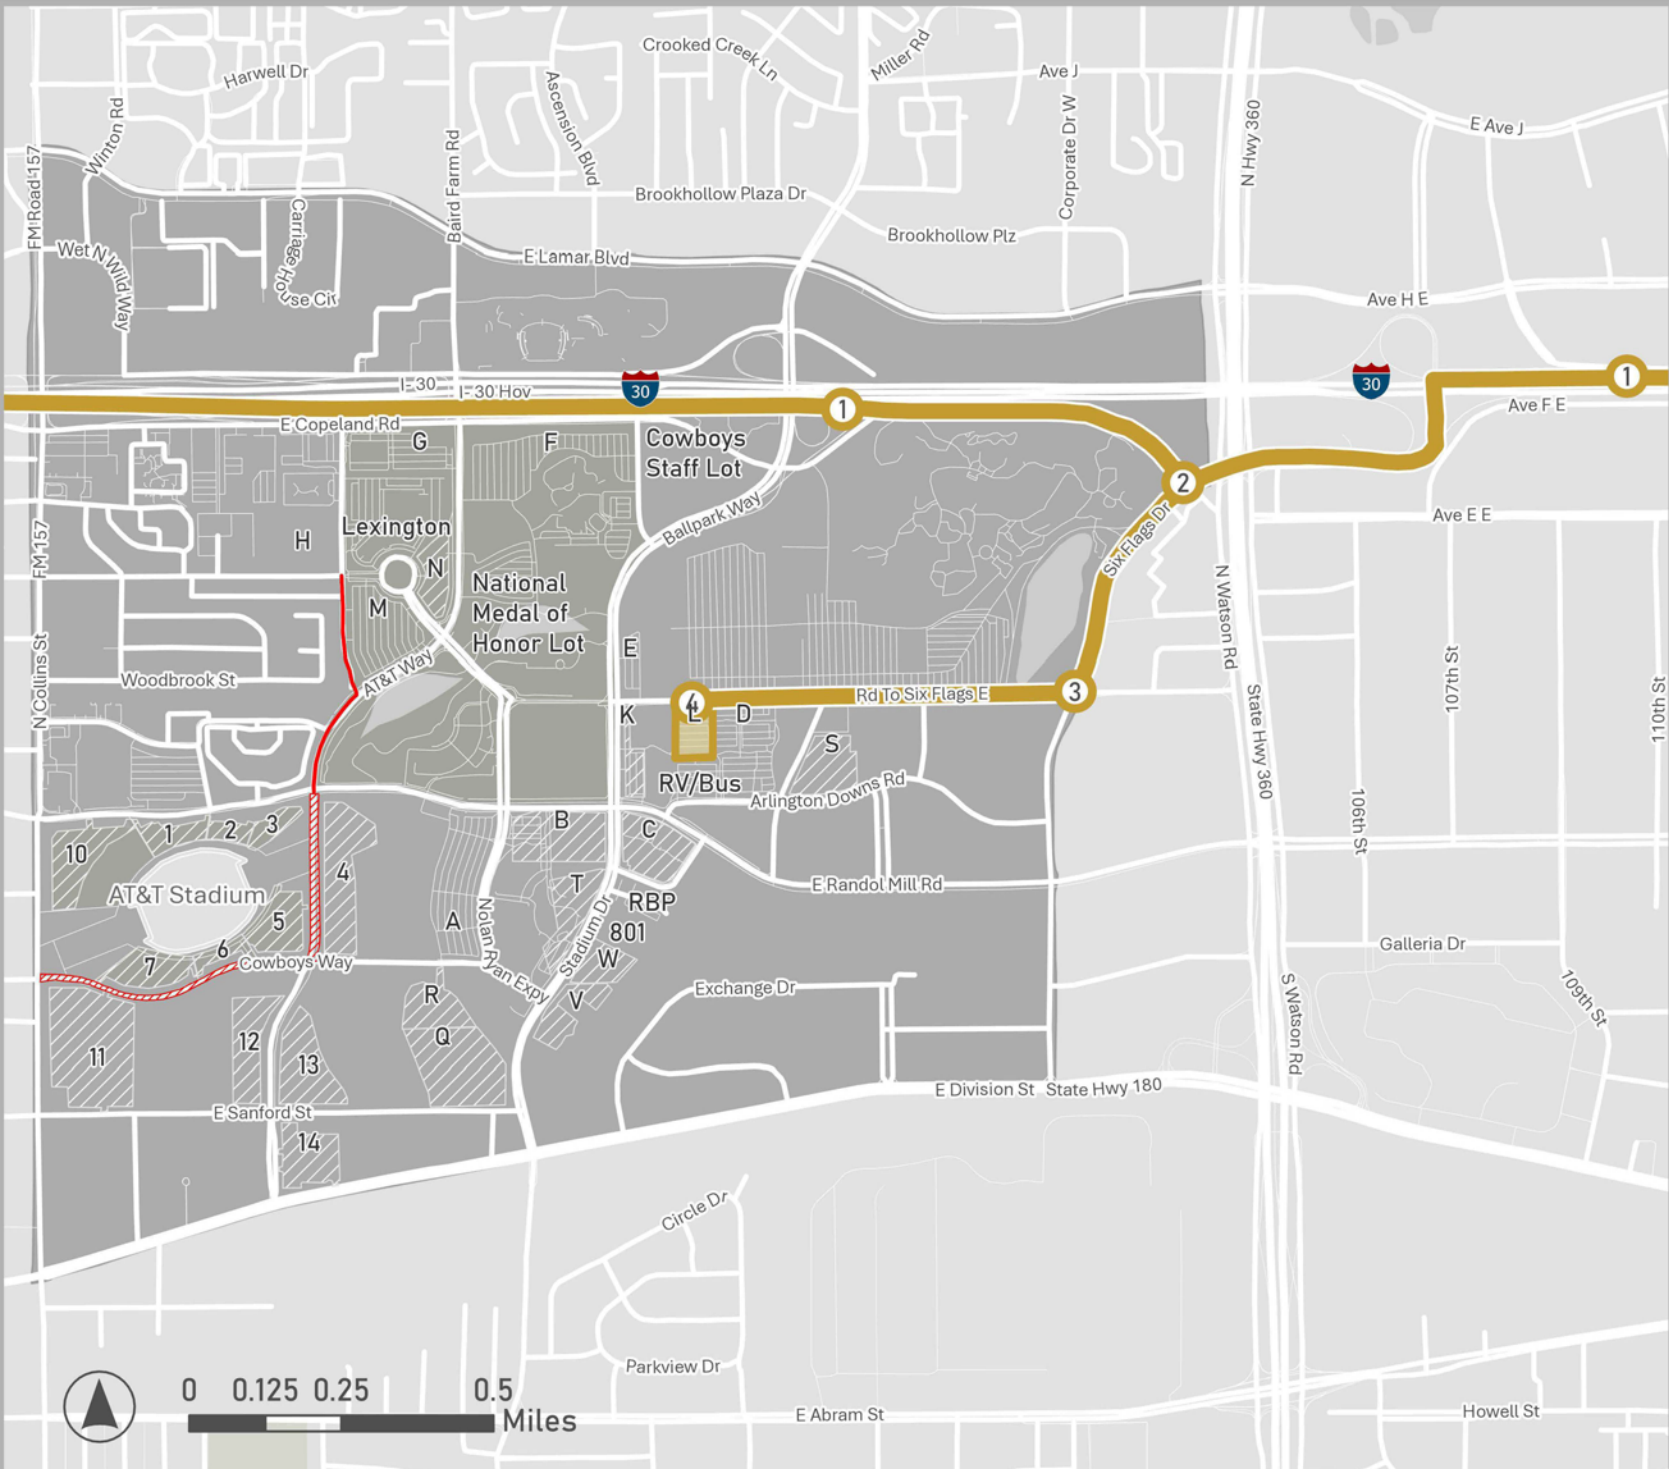 Crooked Creek Ln
Miller Rd
Harwell Dr
Ave J
Winton Rd
Ascension Blvd
Corporate Dr W
N Hwy 360
E Ave J
FM Road 157
Baird Farm Rd
Brookhollow Plaza Dr
Carriage House Cir
Brookhollow Plz
Wet N Wild Way
E Lamar Blvd
Ave H E
I-30
I-30 Hov
30
30
1
1
Ave F E
E Copeland Rd
G
F
Cowboys
Staff Lot
2
Ballpark Way
Lexington
H
N
FM 157
Ave E E
Six Flags Dr
National
Medal of
Honor Lot
M
E
N Watson Rd
N Collins St
Woodbrook St
AT&T Way
107th St
110th St
Rd To Six Flags E
3
4
L
K
D
S
State Hwy 360
RV/Bus
Arlington Downs Rd
106th St
1
2
3
B
C
10
4
AT&T Stadium
T
E Randol Mill Rd
RBP
5
A
801
Nolan Ryan Expy
Stadium Dr
6
7
Cowboys Way
W
Galleria Dr
R
V
Exchange Dr
109th St
S Watson Rd
Q
11
12
13
E Sanford St
E Division St
State Hwy 180
14
Circle Dr
Parkview Dr
0
0.125
0.25
0.5
Miles
E Abram St
Howell St